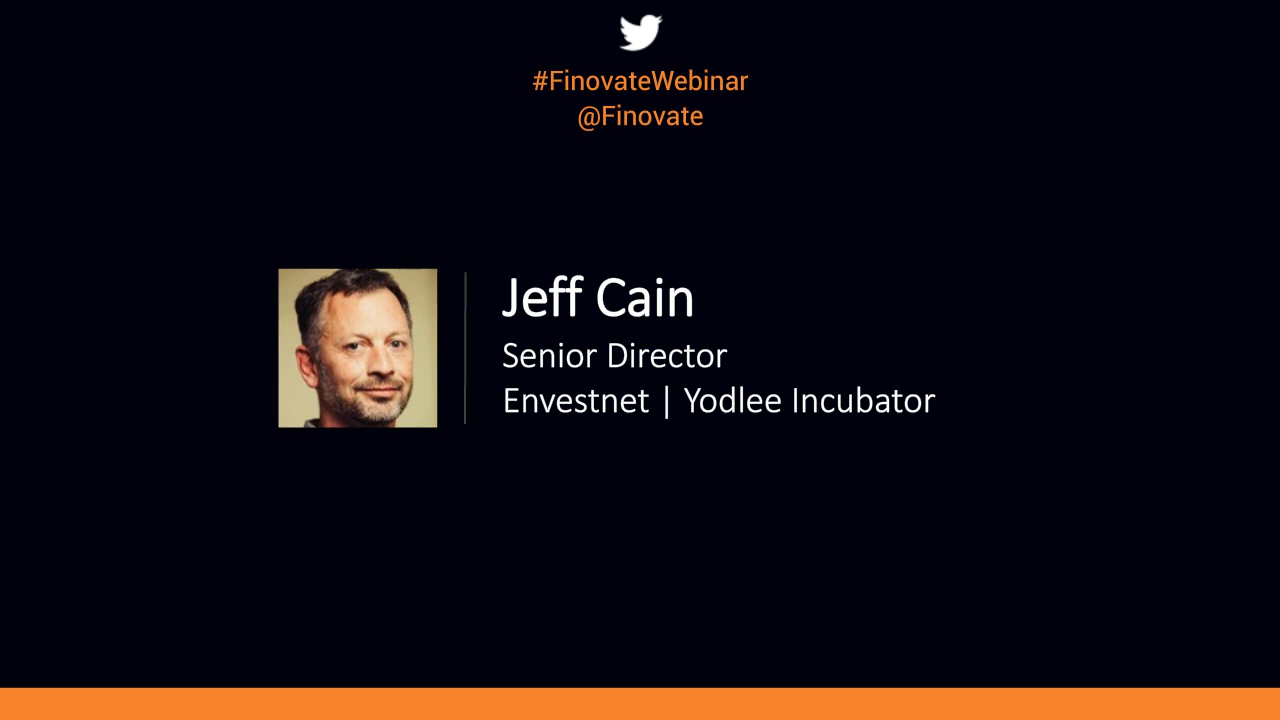 #FinovateWebinar
@Finovate
Jeff Cain
Senior Director
Envestnet | Yodlee Incubator